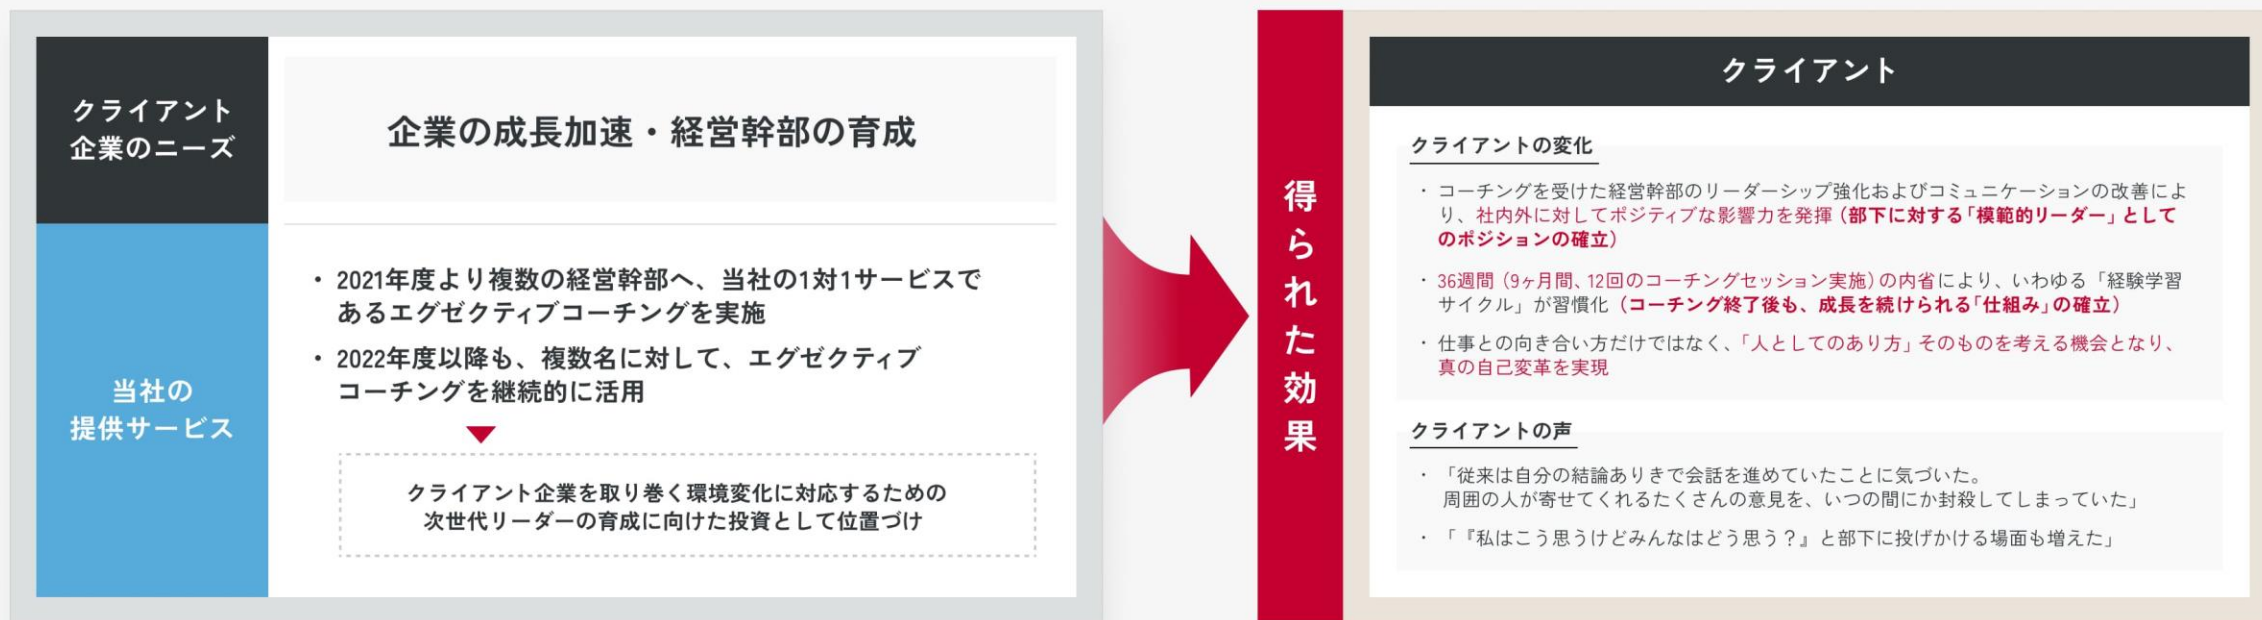 クライアント
企業のニーズ
企業の成長加速・経営幹部の育成
当社の
提供サービス
・2021年度より複数の経営幹部へ、当社の1対1サービスで
あるエグゼクティブコーチングを実施
・2022年度以降も、複数名に対して、エグゼクティブ
コーチングを継続的に活用
クライアント企業を取り巻く環境変化に対応するための
次世代リーダーの育成に向けた投資として位置づけ
得られた効果
クライアント
クライアントの変化
・コーチングを受けた経営幹部のリーダーシップ強化およびコミュニケーションの改善によ
り、社内外に対してポジティブな影響力を発揮（部下に対する「模範的リーダー」として
のポジションの確立）
・36週間（9ヶ月間、12回のコーチングセッション実施）の内省により、いわゆる「経験学習
サイクル」が習慣化（コーチング終了後も、成長を続けられる「仕組み」の確立）
・仕事との向き合い方だけではなく、「人としてのあり方」そのものを考える機会となり、
真の自己変革を実現
クライアントの声
・「従来は自分の結論ありきで会話を進めていたことに気づいた。
周囲の人が寄せてくれるたくさんの意見を、いつの間にか封殺してしまっていた」
・「『私はこう思うけどみんなはどう思う？』と部下に投げかける場面も増えた」